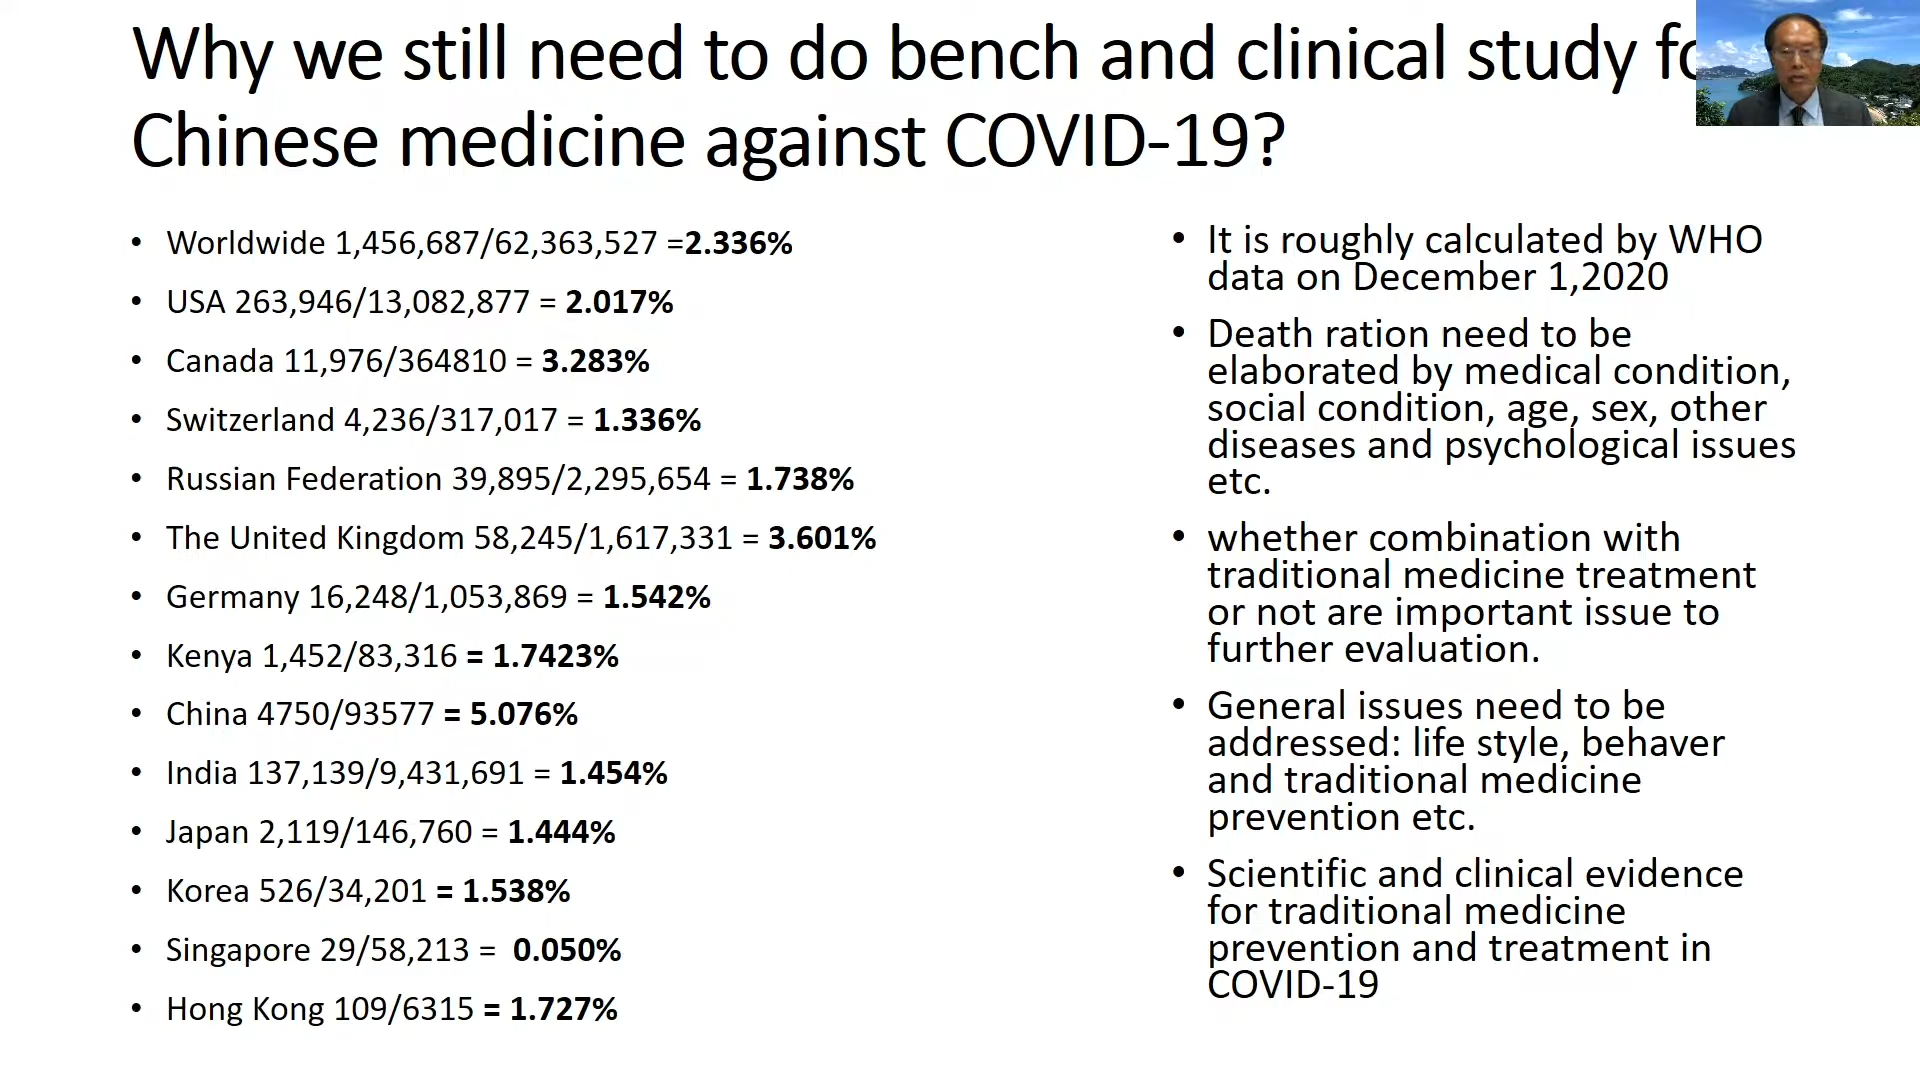 Why we still need to do bench and clinical study fo
Chinese medicine against COVID-19?
• Worldwide 1,456,687/62,363,527 =2.336%
• USA 263,946/13,082,877 = 2.017%
• Canada 11,976/364810 = 3.283%
• Switzerland 4,236/317,017 = 1.336%
• Russian Federation 39,895/2,295,654 = 1.738%
• The United Kingdom 58,245/1,617,331 = 3.601%
• Germany 16,248/1,053,869 = 1.542%
• Kenya 1,452/83,316 = 1.7423%
• China 4750/93577 = 5.076%
• India 137,139/9,431,691 = 1.454%
• Japan 2,119/146,760 = 1.444%
• Korea 526/34,201 = 1.538%
• Singapore 29/58,213 = 0.050%
• Hong Kong 109/6315 = 1.727%
• It is roughly calculated by WHO
data on December 1,2020
• Death ration need to be
elaborated by medical condition,
social condition, age, sex, other
diseases and psychological issues
etc.
• whether combination with
traditional medicine treatment
or not are important issue to
further evaluation.
• General issues need to be
addressed: life style, behaver
and traditional medicine
prevention etc.
• Scientific and clinical evidence
for traditional medicine
prevention and treatment in
COVID-19